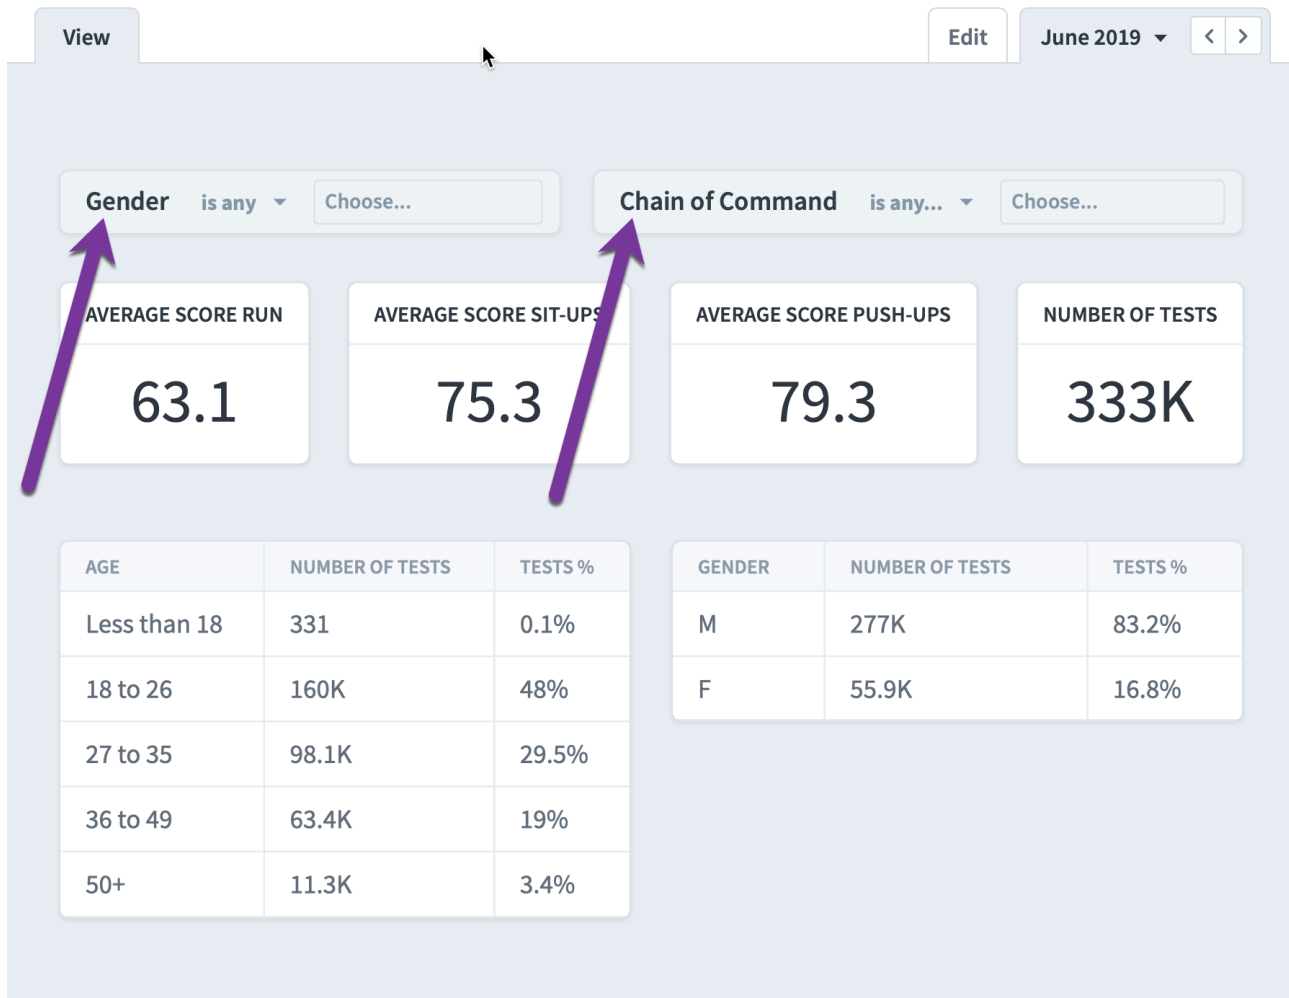 View
Edit
June 2019
Gender is any Choose...
Chain of Command is any... Choose...
AVERAGE SCORE RUN
63.1
AVERAGE SCORE SIT-UPS
75.3
AVERAGE SCORE PUSH-UPS
79.3
NUMBER OF TESTS
333K
AGE NUMBER OF TESTS TESTS %
Less than 18 331 0.1%
18 to 26 160K 48%
27 to 35 98.1K 29.5%
36 to 49 63.4K 19%
50+ 11.3K 3.4%
GENDER NUMBER OF TESTS TESTS %
M 277K 83.2%
F 55.9K 16.8%